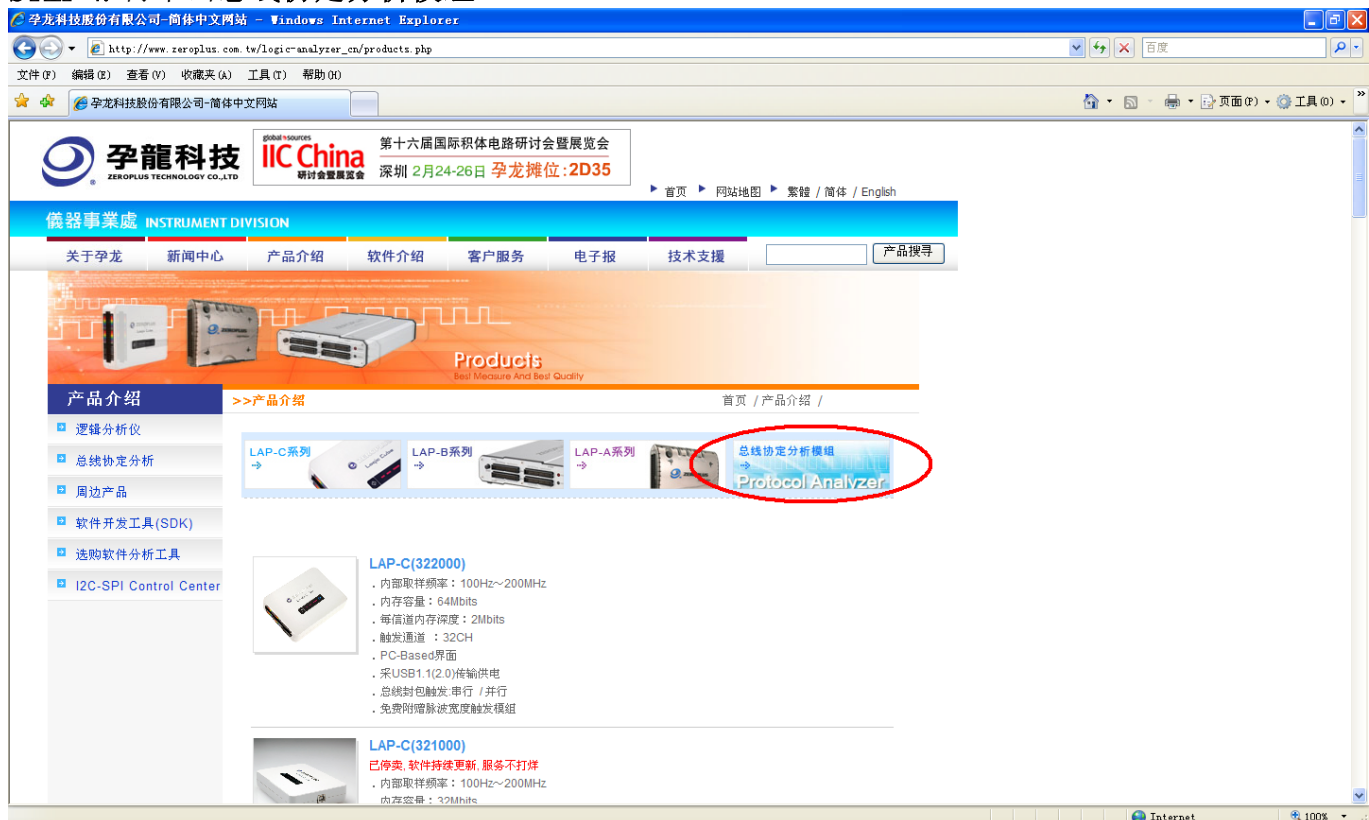 孕龙科技股份有限公司-简体中文网站 - Windows Internet Explorer
http://www.zeroplus.com.tw/logic-analyzer_cn/products.php
百度
文件(F) 编辑(E) 查看(V) 收藏夹(A) 工具(T) 帮助(H)
孕龙科技股份有限公司-简体中文网站
页面(P) 工具(O)
孕龍科技
ZEROPLUS TECHNOLOGY CO.,LTD
global sources
IIC China
研讨会暨展览会
第十六届国际积体电路研讨会暨展览会
深圳 2月24-26日 孕龙摊位:2D35
首页 网站地图 繁體 / 简体 / English
儀器事業處 INSTRUMENT DIVISION
关于孕龙 新闻中心 产品介绍 软件介绍 客户服务 电子报 技术支援 产品搜寻
Products
Best Measure And Best Quality
产品介绍
>>产品介绍 首页 / 产品介绍 /
逻辑分析仪
总线协定分析
周边产品
软件开发工具(SDK)
选购软件分析工具
I2C-SPI Control Center
LAP-C系列 LAP-B系列 LAP-A系列 总线协定分析模组
Protocol Analyzer
LAP-C(322000)
．内部取样频率：100Hz～200MHz
．内存容量：64Mbits
．每信道内存深度：2Mbits
．触发通道 ：32CH
．PC-Based界面
．采USB1.1(2.0)传输供电
．总线封包触发:串行 / 并行
．免费附赠脉波宽度触发模组
LAP-C(321000)
已停卖, 软件持续更新, 服务不打烊
．内部取样频率：100Hz～200MHz
．内存容量：32Mbits
Internet 100%